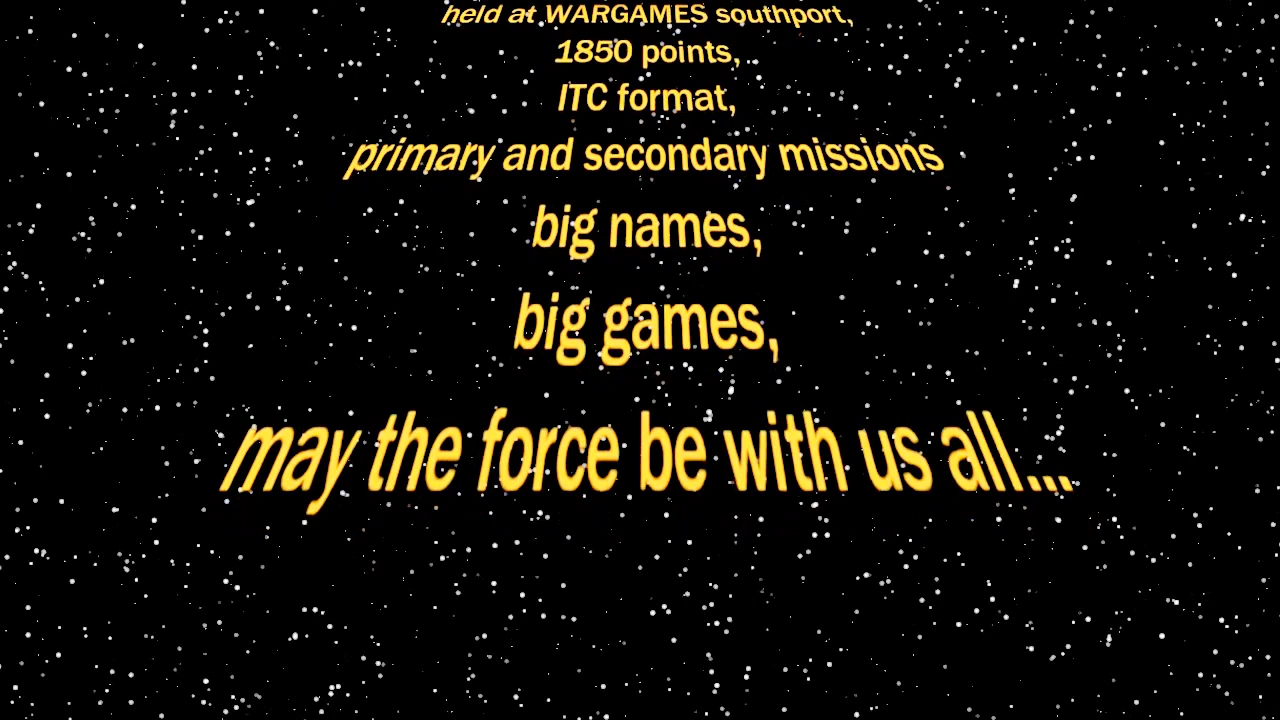 held at WARGAMES southport,
1850 points,
ITC format,
primary and secondary missions
big names,
big games,
may the force be with us all...